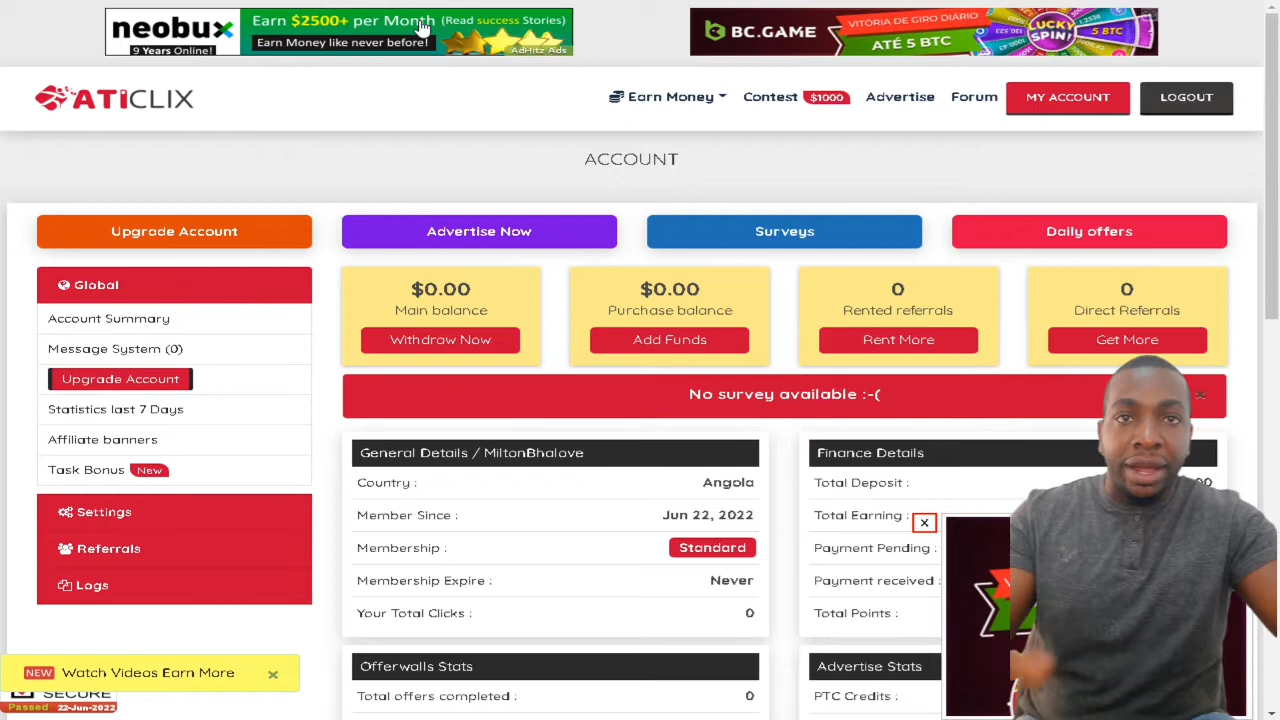 neobux
9 Years Online!
Earn $2500+ per Month (Read success Stories)
Earn Money like never before!
AdHitz Ads
BC.GAME
VITÓRIA DE GIRO DIÁRIO
ATÉ 5 BTC
LUCKY
SPIN!
5 BTC
ATICLIX
Earn Money
Contest $1000
Advertise
Forum
MY ACCOUNT
LOGOUT
ACCOUNT
Upgrade Account
Advertise Now
Surveys
Daily offers
Global
Account Summary
Message System (0)
Upgrade Account
Statistics last 7 Days
Affiliate banners
Task Bonus New
Settings
Referrals
Logs
$0.00
Main balance
Withdraw Now
$0.00
Purchase balance
Add Funds
0
Rented referrals
Rent More
0
Direct Referrals
Get More
No survey available :-( ×
General Details / MiltonBhalove
Country : Angola
Member Since : Jun 22, 2022
Membership : Standard
Membership Expire : Never
Your Total Clicks : 0
Finance Details
Total Deposit :
Total Earning :
Payment Pending :
Payment received :
Total Points :
×
Offerwalls Stats
Total offers completed : 0
Advertise Stats
PTC Credits :
NEW Watch Videos Earn More ×
SECURE
Passed 22-Jun-2022